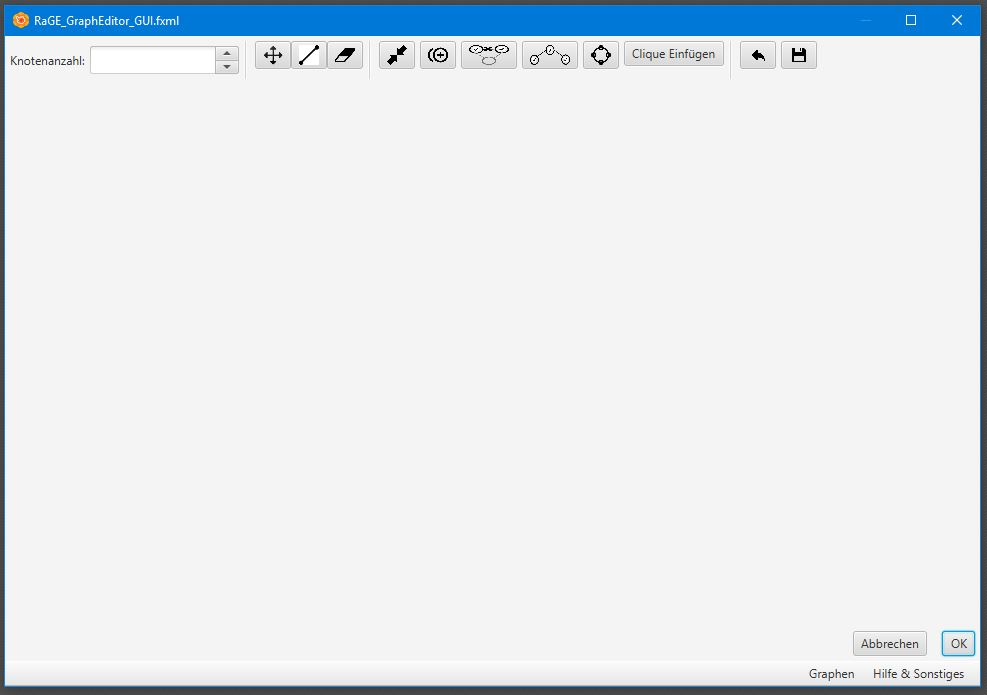 RaGE_GraphEditor_GUI.fxml
Knotenanzahl:
Clique Einfügen
Abbrechen
OK
Graphen
Hilfe & Sonstiges